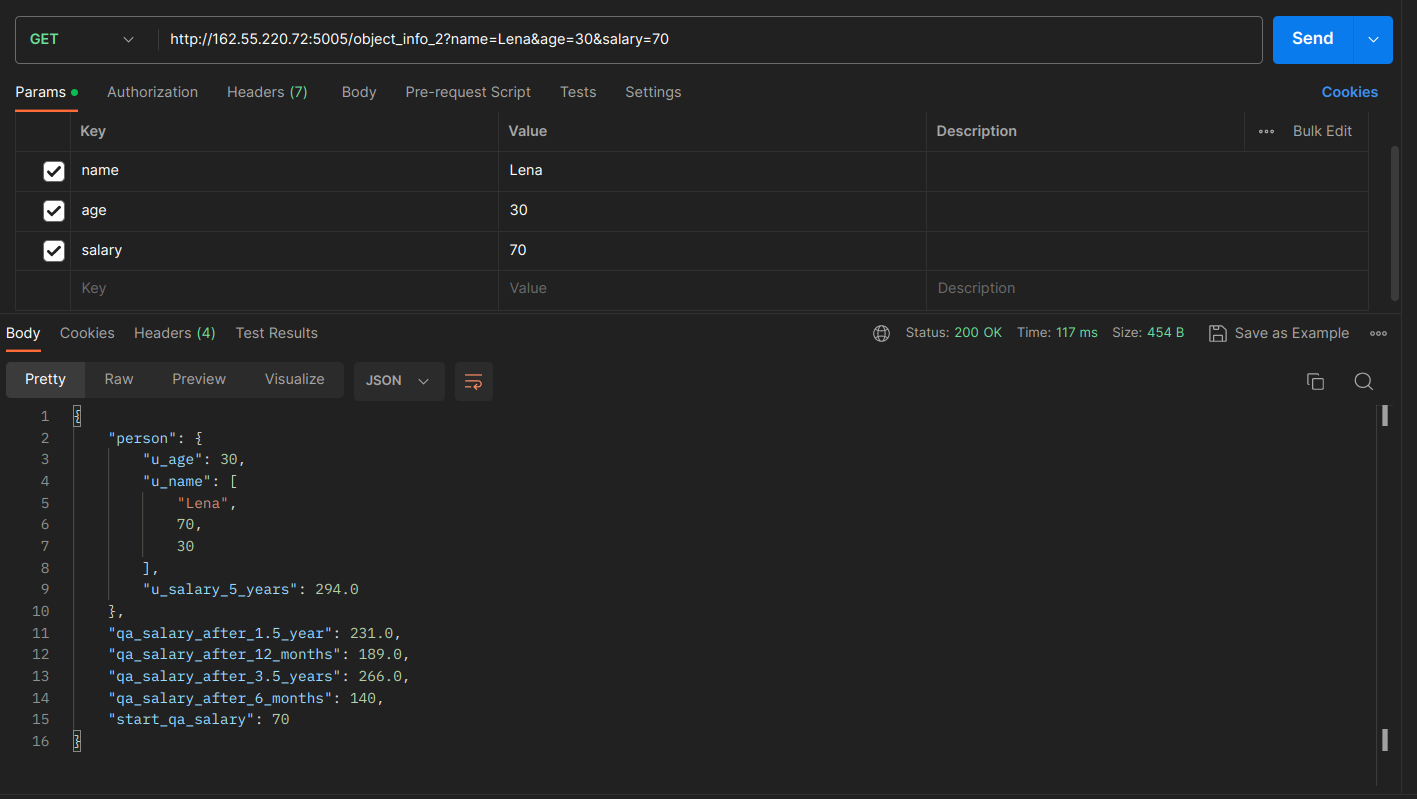 GET http://162.55.220.72:5005/object_info_2?name=Lena&age=30&salary=70 Send
Params Authorization Headers (7) Body Pre-request Script Tests Settings Cookies
Key Value Description Bulk Edit
name Lena
age 30
salary 70
Key Value Description
Body Cookies Headers (4) Test Results Status: 200 OK Time: 117 ms Size: 454 B Save as Example
Pretty Raw Preview Visualize JSON
1 {
2 "person": {
3 "u_age": 30,
4 "u_name": [
5 "Lena",
6 70,
7 30
8 ],
9 "u_salary_5_years": 294.0
10 },
11 "qa_salary_after_1.5_year": 231.0,
12 "qa_salary_after_12_months": 189.0,
13 "qa_salary_after_3.5_years": 266.0,
14 "qa_salary_after_6_months": 140,
15 "start_qa_salary": 70
16 }